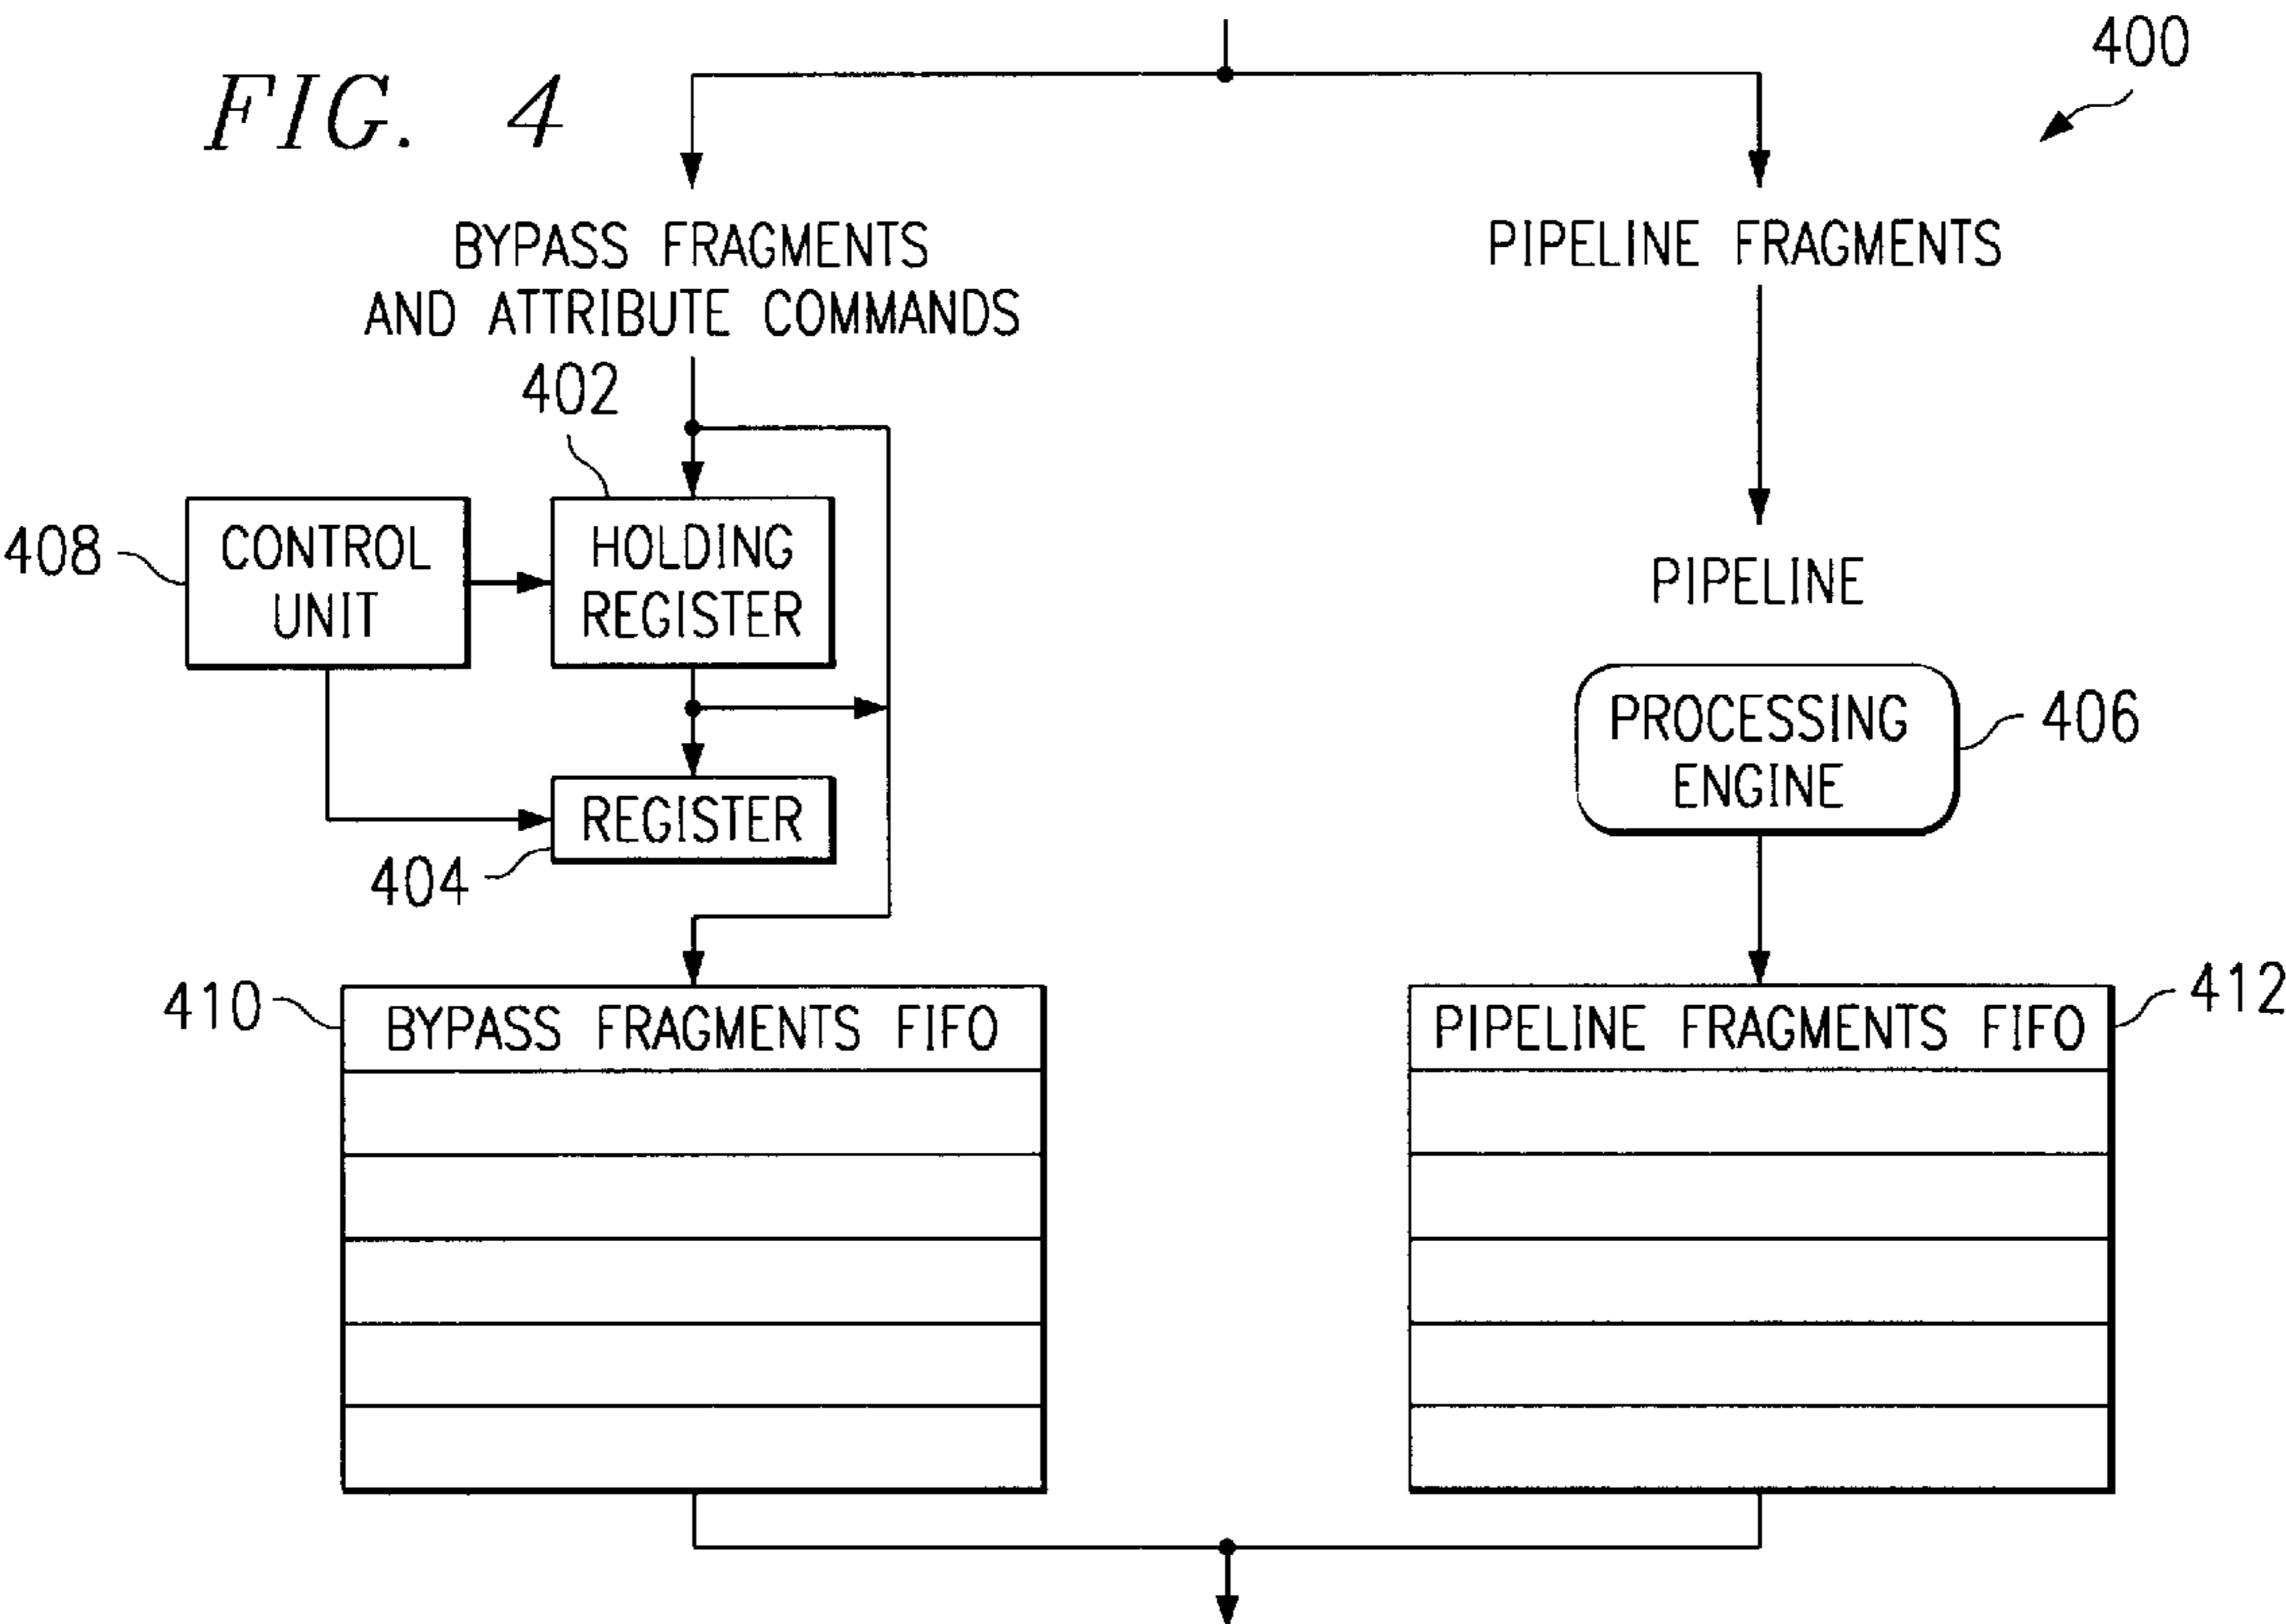 FIG. 4
400
BYPASS FRAGMENTS
AND ATTRIBUTE COMMANDS
PIPELINE FRAGMENTS
402
408
CONTROL
UNIT
HOLDING
REGISTER
PIPELINE
REGISTER
404
PROCESSING
ENGINE
406
410
BYPASS FRAGMENTS FIFO
PIPELINE FRAGMENTS FIFO
412